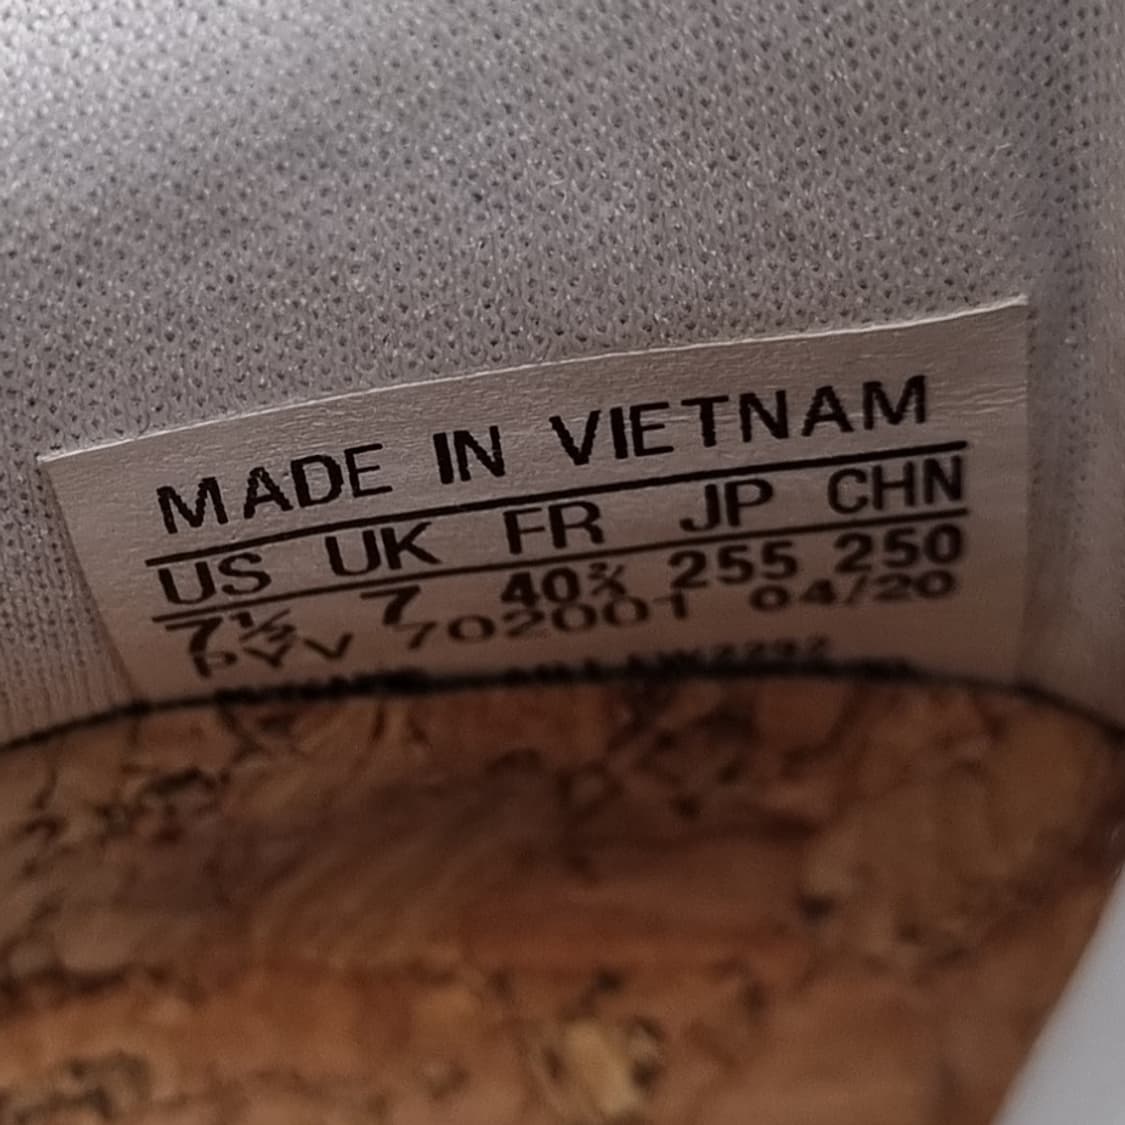 MADE IN VIETNAM
US UK FR JP CHN
7½ 7 40⅔ 255 250
PYV 702001 04/20